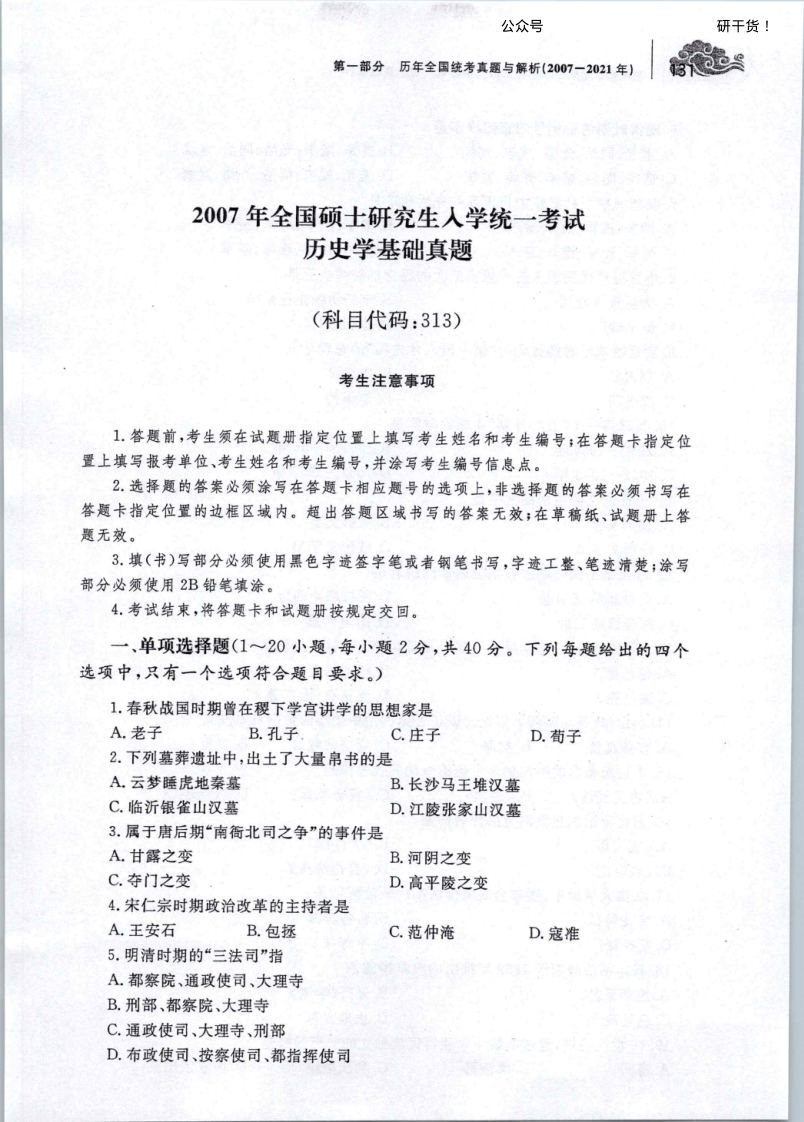 公众号 研干货！
第一部分 历年全国统考真题与解析(2007—2021年) 131
2007年全国硕士研究生入学统一考试
历史学基础真题
(科目代码:313)
考生注意事项
1.答题前,考生须在试题册指定位置上填写考生姓名和考生编号;在答题卡指定位
置上填写报考单位、考生姓名和考生编号,并涂写考生编号信息点。
2.选择题的答案必须涂写在答题卡相应题号的选项上,非选择题的答案必须书写在
答题卡指定位置的边框区域内。超出答题区域书写的答案无效;在草稿纸、试题册上答
题无效。
3.填(书)写部分必须使用黑色字迹签字笔或者钢笔书写,字迹工整、笔迹清楚;涂写
部分必须使用2B铅笔填涂。
4.考试结束,将答题卡和试题册按规定交回。
一、单项选择题(1～20小题,每小题2分,共40分。下列每题给出的四个
选项中,只有一个选项符合题目要求。)
1.春秋战国时期曾在稷下学宫讲学的思想家是
A.老子 B.孔子 C.庄子 D.荀子
2.下列墓葬遗址中,出土了大量帛书的是
A.云梦睡虎地秦墓 B.长沙马王堆汉墓
C.临沂银雀山汉墓 D.江陵张家山汉墓
3.属于唐后期“南衙北司之争”的事件是
A.甘露之变 B.河阴之变
C.夺门之变 D.高平陵之变
4.宋仁宗时期政治改革的主持者是
A.王安石 B.包拯 C.范仲淹 D.寇准
5.明清时期的“三法司”指
A.都察院、通政使司、大理寺
B.刑部、都察院、大理寺
C.通政使司、大理寺、刑部
D.布政使司、按察使司、都指挥使司